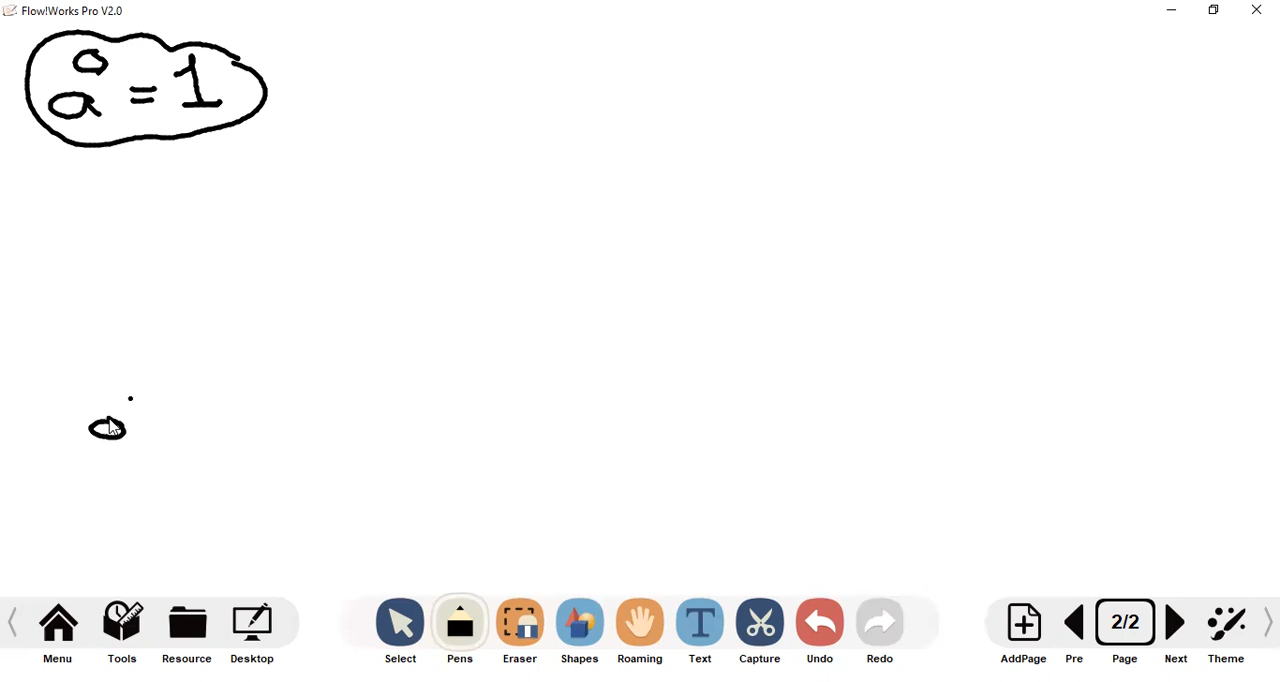 Flow!Works Pro V2.0
a⁰ = 1
Menu Tools Resource Desktop Select Pens Eraser Shapes Roaming Text Capture Undo Redo AddPage Pre 2/2 Page Next Theme